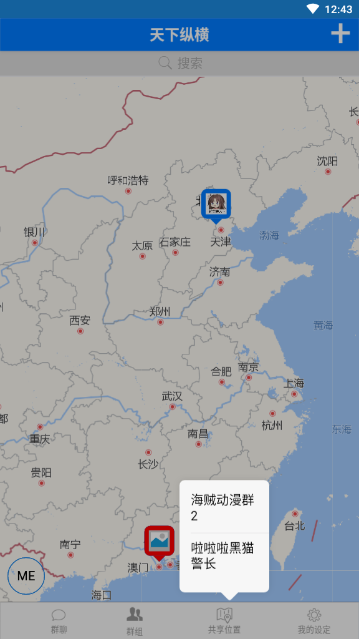 12:43
天下纵横
搜索
沈阳
呼和浩特
银川
天津
渤海
太原
石家庄
济南
郑州
黄海
西安
合肥
南京
上海
武汉
杭州
东海
重庆
南昌
贵阳
长沙
海贼动漫群
2
台北
啦啦啦黑猫
警长
南宁
澳门
ME
海口
群聊
群组
共享位置
我的设定